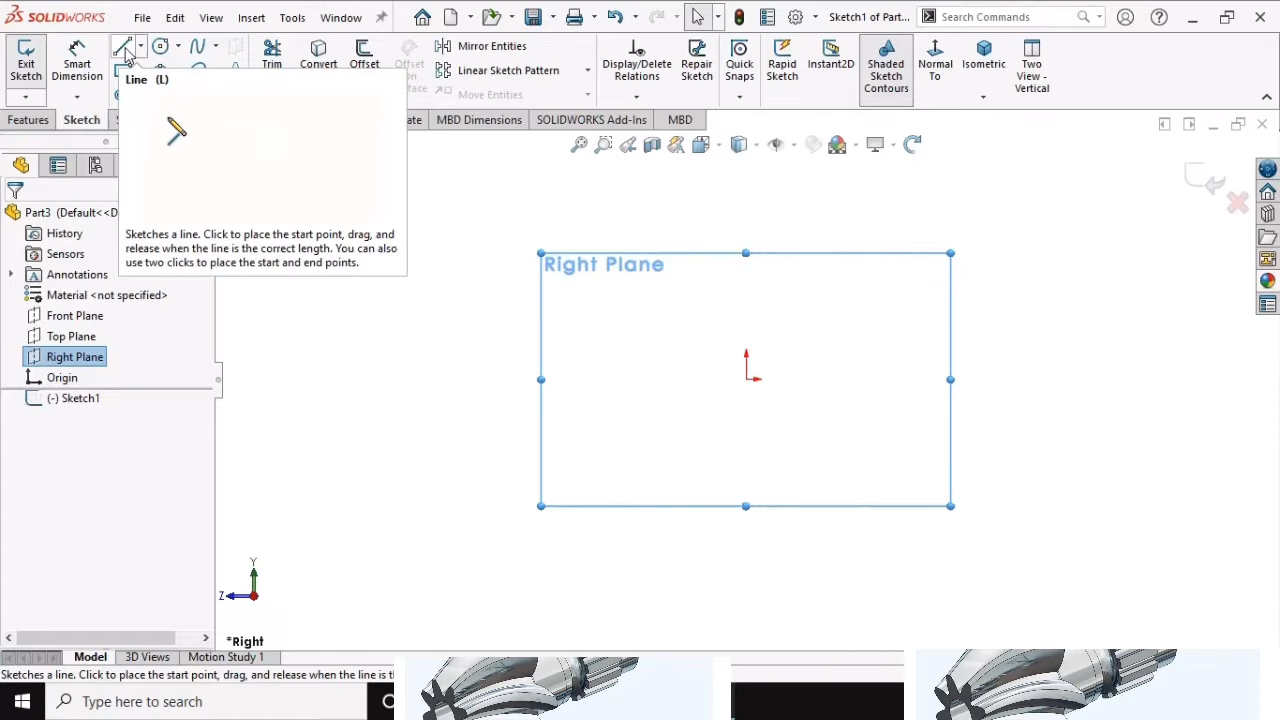 SOLIDWORKS
File
Edit
View
Insert
Tools
Window
Sketch1 of Part...
Search Commands
Exit
Sketch
Smart
Dimension
Trim
Convert
Offset
Offset
On
Mirror Entities
Linear Sketch Pattern
Move Entities
Display/Delete
Relations
Repair
Sketch
Quick
Snaps
Rapid
Sketch
Instant2D
Shaded
Sketch
Contours
Normal
To
Isometric
Two
View -
Vertical
Features
Sketch
MBD Dimensions
SOLIDWORKS Add-Ins
MBD
Line (L)
Sketches a line. Click to place the start point, drag, and
release when the line is the correct length. You can also
use two clicks to place the start and end points.
Part3 (Default<<D
History
Sensors
Annotations
Material <not specified>
Front Plane
Top Plane
Right Plane
Origin
(-) Sketch1
Right Plane
Y
Z
*Right
Model
3D Views
Motion Study 1
Sketches a line. Click to place the start point, drag, and release when the line is
Type here to search